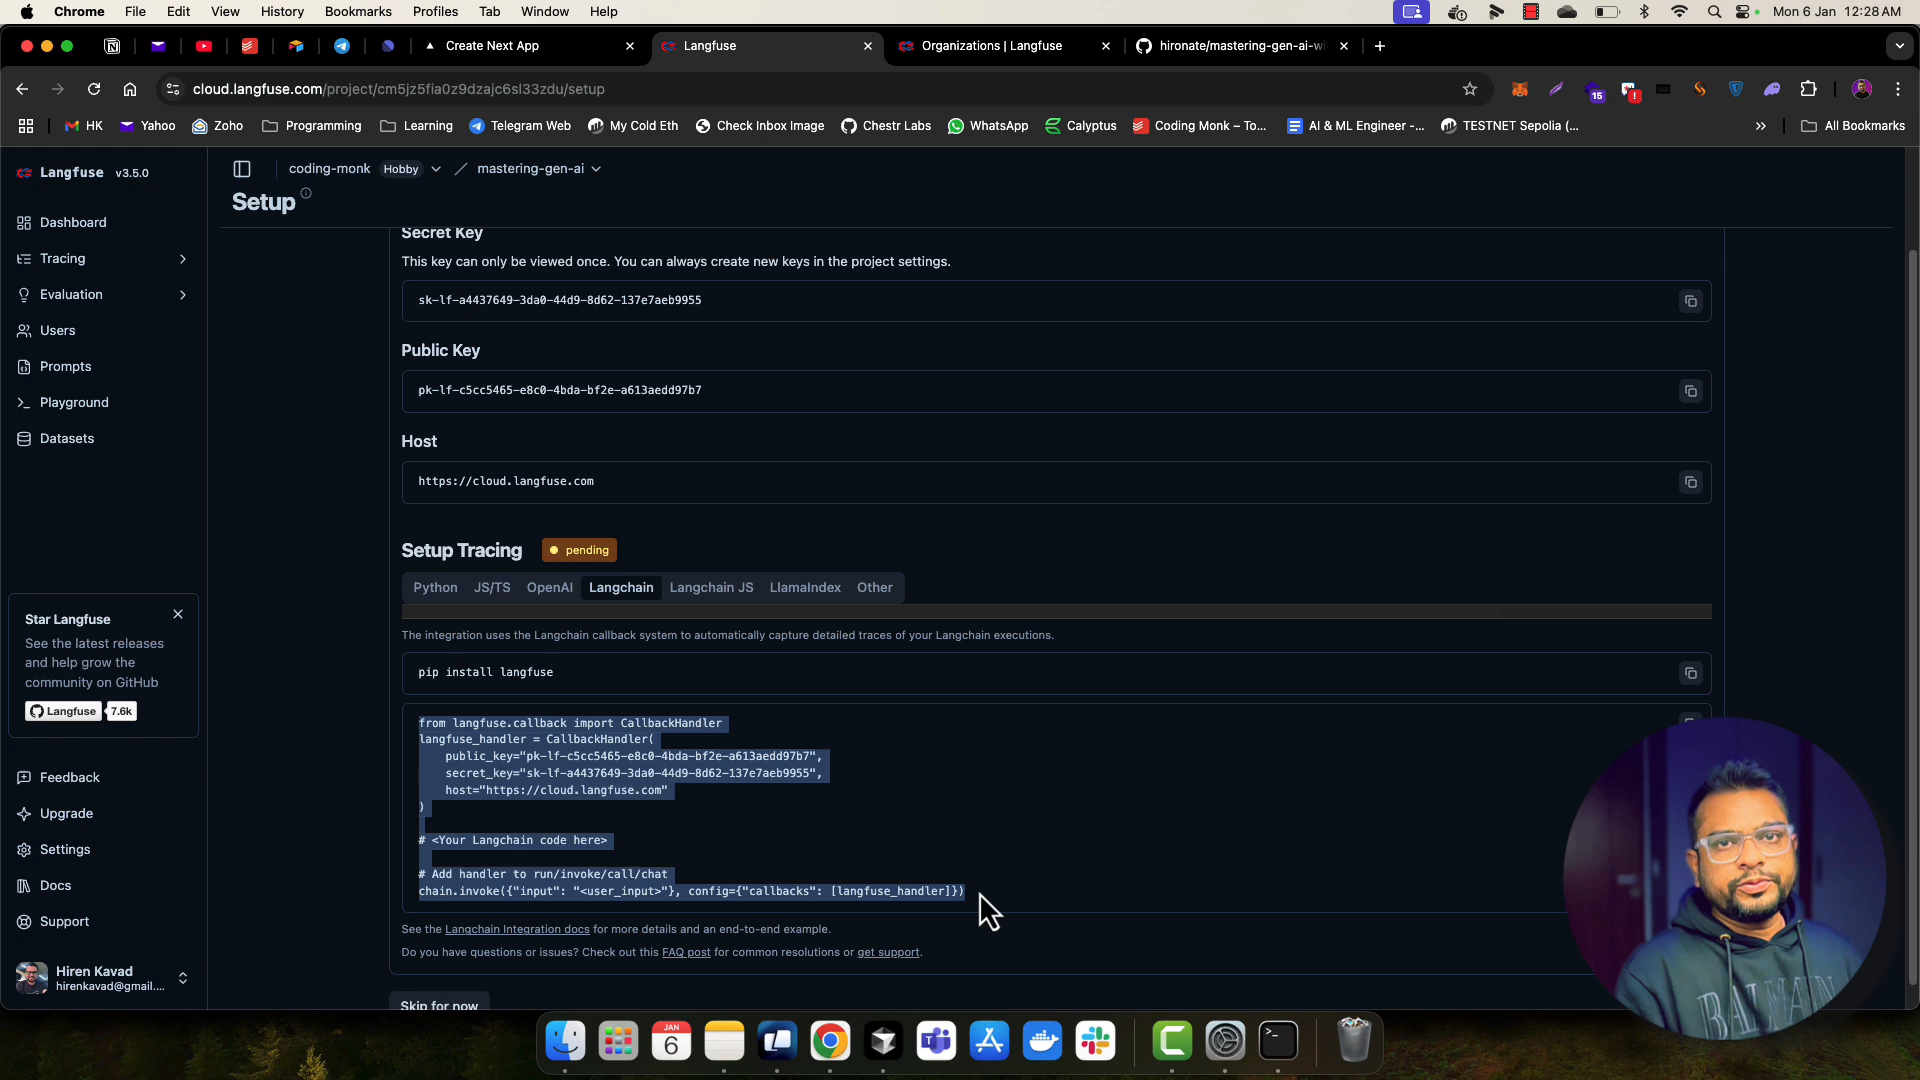 Chrome File Edit View History Bookmarks Profiles Tab Window Help Mon 6 Jan 12:28 AM
Create Next App Langfuse Organizations | Langfuse hironate/mastering-gen-ai-wi
cloud.langfuse.com/project/cm5jz5fia0z9dzajc6sl33zdu/setup 15
HK Yahoo Zoho Programming Learning Telegram Web My Cold Eth Check Inbox Image Chestr Labs WhatsApp Calyptus Coding Monk – To... AI & ML Engineer -... TESTNET Sepolia (... All Bookmarks
Langfuse v3.5.0
coding-monk Hobby / mastering-gen-ai
Setup
Dashboard
Tracing
Evaluation
Users
Prompts
Playground
Datasets
Secret Key
This key can only be viewed once. You can always create new keys in the project settings.
sk-lf-a4437649-3da0-44d9-8d62-137e7aeb9955
Public Key
pk-lf-c5cc5465-e8c0-4bda-bf2e-a613aedd97b7
Host
https://cloud.langfuse.com
Setup Tracing pending
Python JS/TS OpenAI Langchain Langchain JS LlamaIndex Other
The integration uses the Langchain callback system to automatically capture detailed traces of your Langchain executions.
pip install langfuse
from langfuse.callback import CallbackHandler
langfuse_handler = CallbackHandler(
public_key="pk-lf-c5cc5465-e8c0-4bda-bf2e-a613aedd97b7",
secret_key="sk-lf-a4437649-3da0-44d9-8d62-137e7aeb9955",
host="https://cloud.langfuse.com"
)
# <Your Langchain code here>
# Add handler to run/invoke/call/chat
chain.invoke({"input": "<user_input>"}, config={"callbacks": [langfuse_handler]})
See the Langchain Integration docs for more details and an end-to-end example.
Do you have questions or issues? Check out this FAQ post for common resolutions or get support.
Skip for now
Star Langfuse
See the latest releases
and help grow the
community on GitHub
Langfuse 7.6k
Feedback
Upgrade
Settings
Docs
Support
Hiren Kavad
hirenkavad@gmail....
JAN
6
BALMAIN